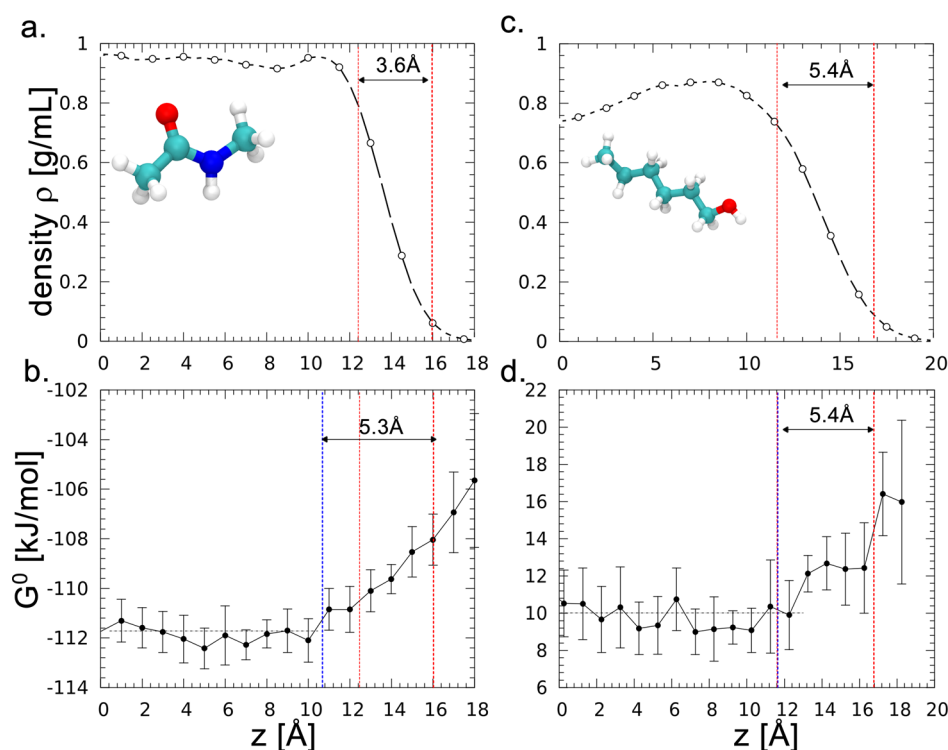 a.
1
0.8
0.6
0.4
0.2
0
density ρ [g/mL]
3.6Å
0 2 4 6 8 10 12 14 16 18
c.
1
0.8
0.6
0.4
0.2
0
5.4Å
0 5 10 15 20
b.
-102
-104
-106
-108
-110
-112
-114
G⁰ [kJ/mol]
5.3Å
0 2 4 6 8 10 12 14 16 18
z [Å]
d.
22
20
18
16
14
12
10
8
6
5.4Å
0 2 4 6 8 10 12 14 16 18 20
z [Å]